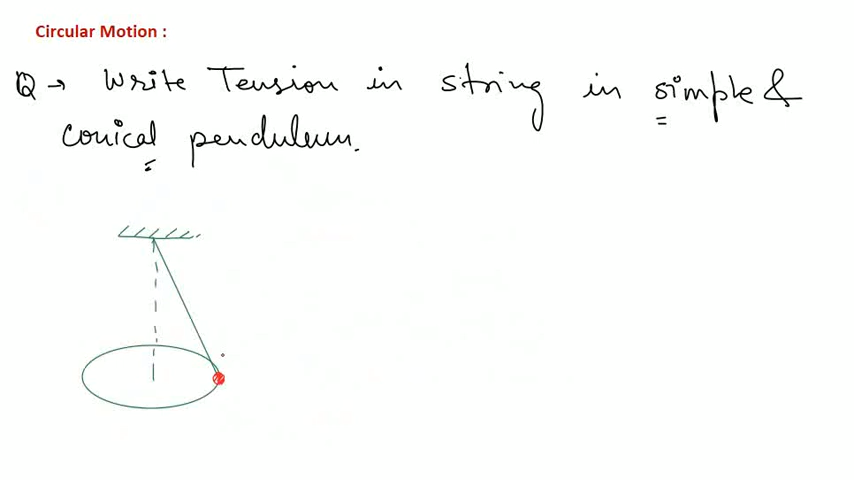 Circular Motion :
Q → Write Tension in string in simple &
conical pendulum.